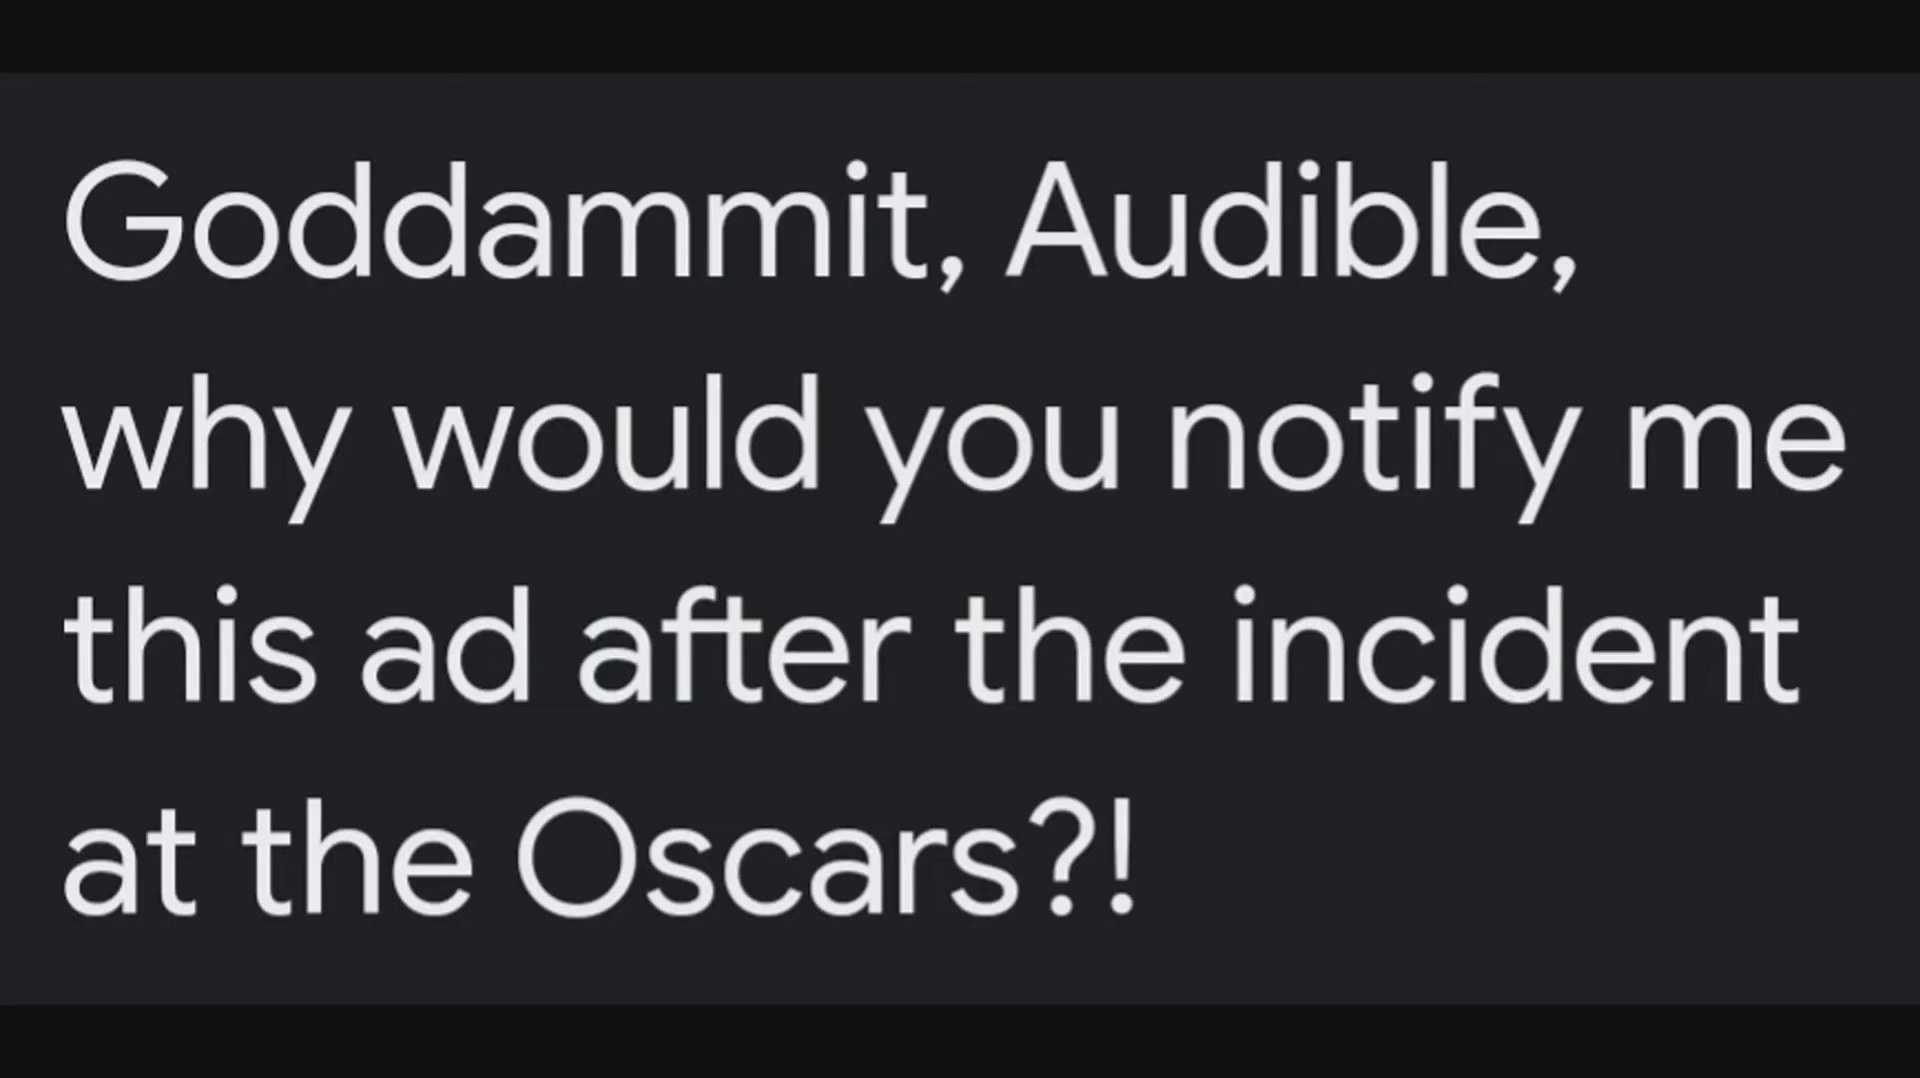 Goddammit, Audible,
why would you notify me
this ad after the incident
at the Oscars?!